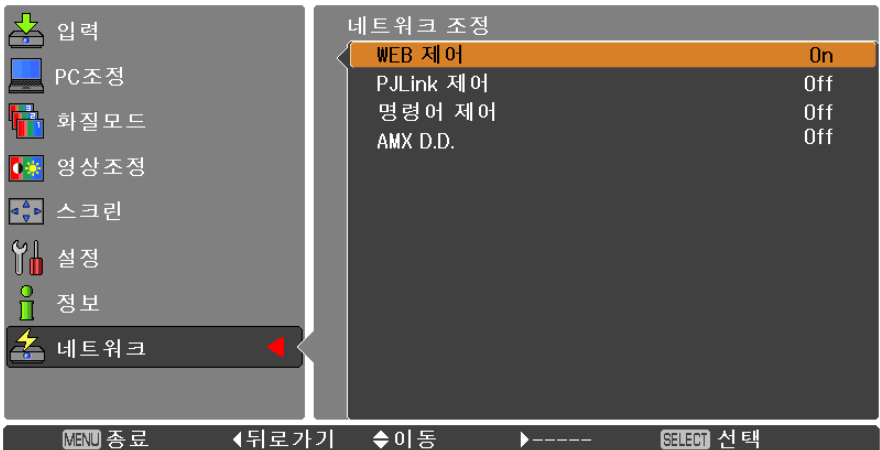 입력
PC조정
화질모드
영상조정
스크린
설정
정보
네트워크
네트워크 조정
WEB 제어 On
PJLink 제어 Off
명령어 제어 Off
AMX D.D. Off
MENU 종료 뒤로가기 이동 ----- SELECT 선택